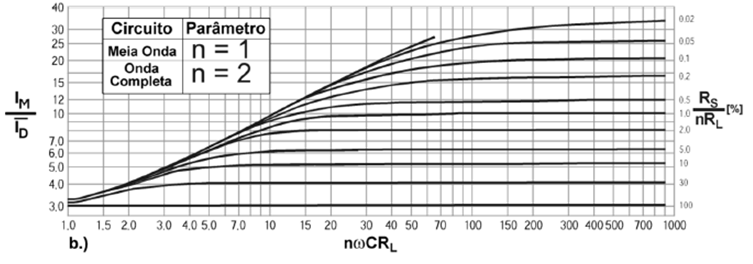 Circuito Parâmetro
Meia Onda n = 1
Onda Completa n = 2
40
30
25
20
15
12
10
7.0
6.0
5.0
4.0
3.0
I_M
I_D
0.02
0.05
0.1
0.2
0.5
1.0
2.0
5.0
10
30
100
R_S
nR_L [%]
1.0 1.5 2.0 3.0 4.0 5.0 7.0 10 15 20 30 40 50 70 100 150 200 300 400 500 700 1000
b.) nωCR_L